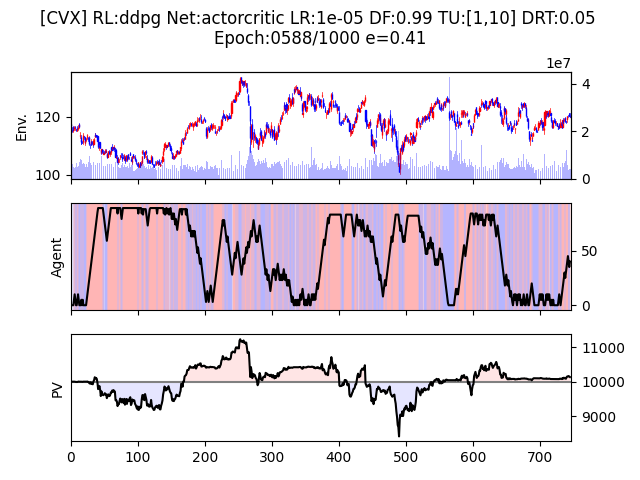 [CVX] RL:ddpg Net:actorcritic LR:1e-05 DF:0.99 TU:[1,10] DRT:0.05
Epoch:0588/1000 e=0.41
1e7
Env.
120
100
4
2
0
Agent
50
0
PV
11000
10000
9000
0 100 200 300 400 500 600 700